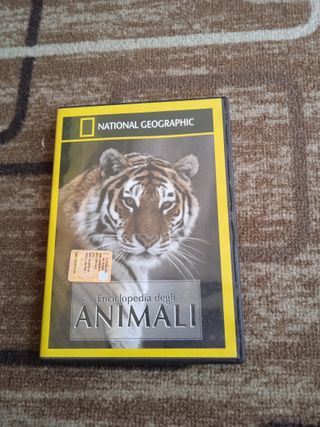 NATIONAL GEOGRAPHIC
Enciclopedia degli
ANIMALI